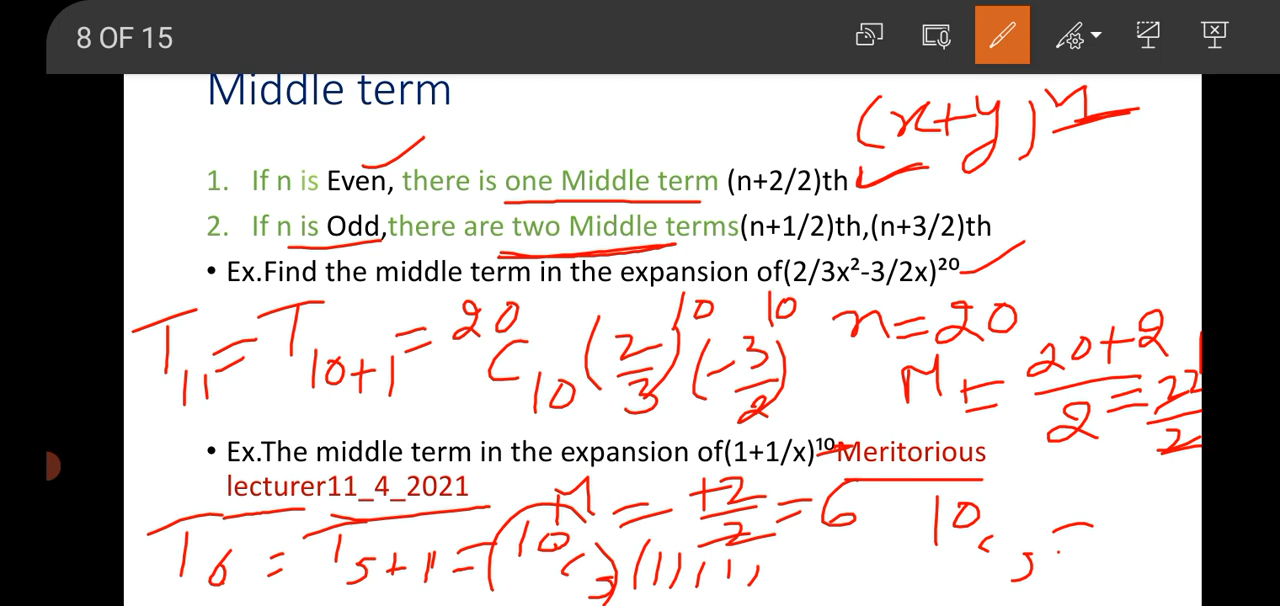 8 OF 15
Middle term
(x+y)ⁿ
1. If n is Even, there is one Middle term (n+2/2)th
2. If n is Odd,there are two Middle terms(n+1/2)th,(n+3/2)th
• Ex.Find the middle term in the expansion of(2/3x²-3/2x)²⁰
T₁₁ = T₁₀₊₁ = ²⁰C₁₀ (2/3)¹⁰ (-3/2)¹⁰
n=20
M = 20+2/2 = 22/2
• Ex.The middle term in the expansion of(1+1/x)¹⁰ Meritorious
lecturer11_4_2021
M = +2/2 = 6
T₆ = T₅₊₁ =